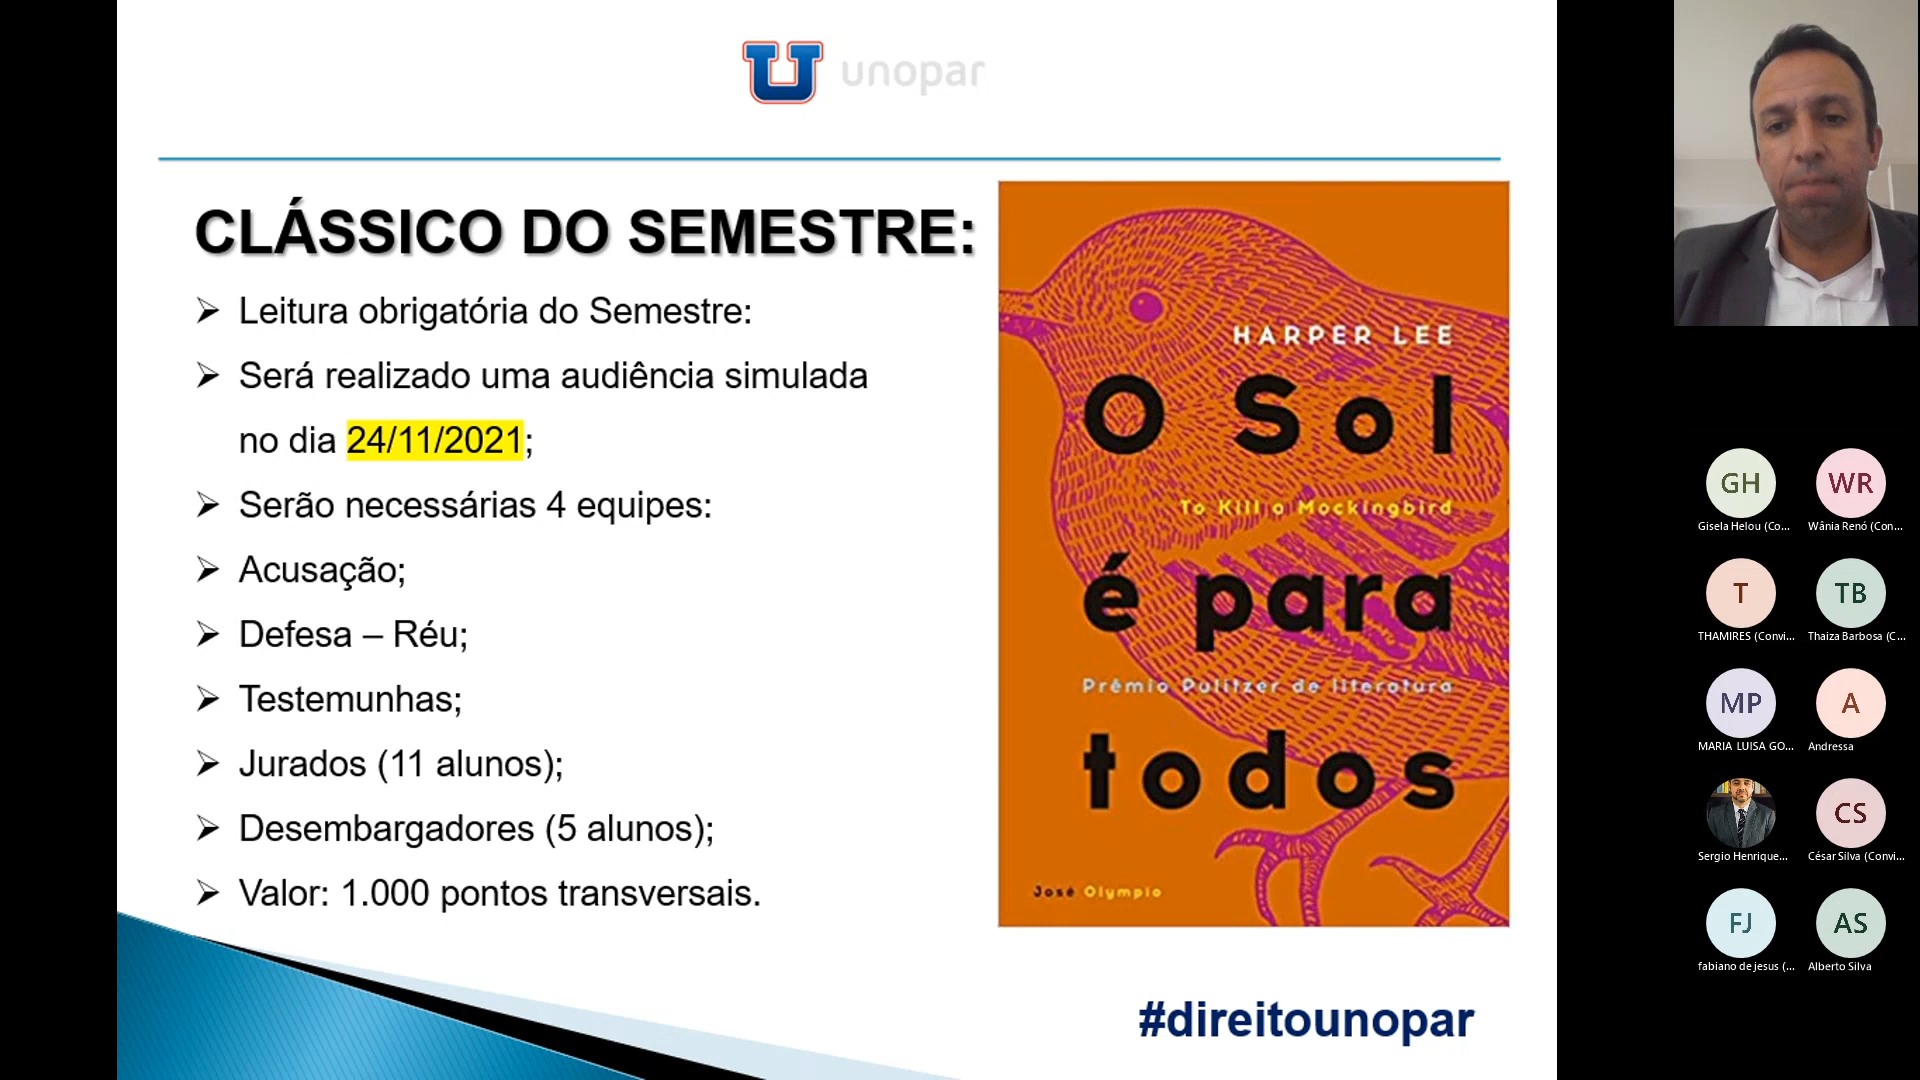 unopar
CLÁSSICO DO SEMESTRE:
Leitura obrigatória do Semestre:
Será realizado uma audiência simulada
no dia 24/11/2021;
Serão necessárias 4 equipes:
Acusação;
Defesa – Réu;
Testemunhas;
Jurados (11 alunos);
Desembargadores (5 alunos);
Valor: 1.000 pontos transversais.
HARPER LEE
O Sol
To Kill a Mockingbird
é para
Prêmio Pulitzer de literatura
todos
José Olympio
#direitounopar
GH
WR
Gisela Helou (Co...
Wânia Renó (Con...
T
TB
THAMIRES (Convi...
Thaiza Barbosa (C...
MP
A
MARIA LUISA GO...
Andressa
CS
Sergio Henrique...
César Silva (Convi...
FJ
AS
fabiano de jesus (...
Alberto Silva